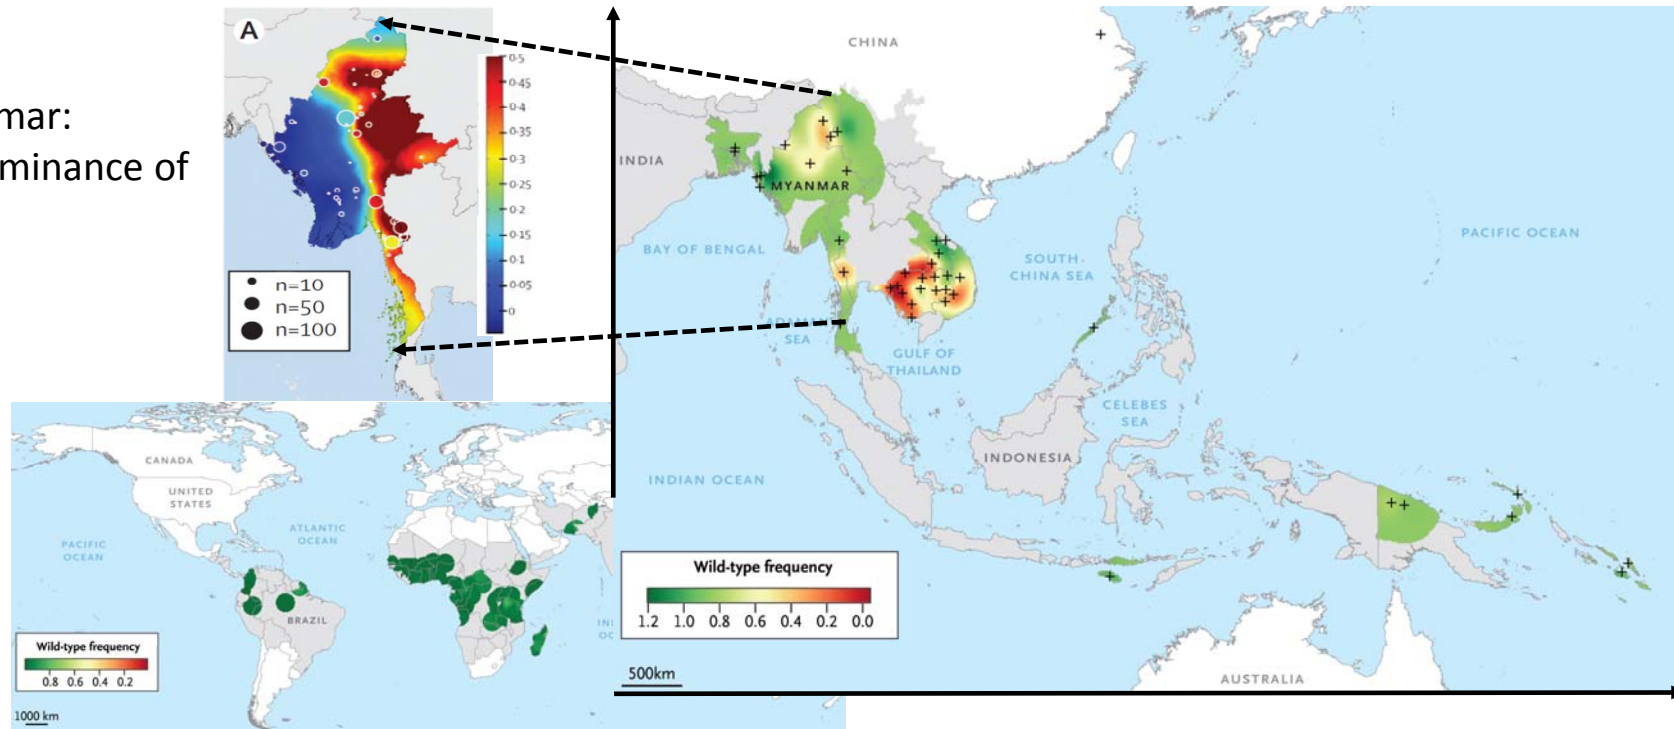 mar:
minance of
A
0·5
0·45
0·4
0·35
0·3
0·25
0·2
0·15
0·1
0·05
0
n=10
n=50
n=100
CHINA
INDIA
MYANMAR
BAY OF BENGAL
SOUTH
CHINA SEA
PACIFIC OCEAN
SEA
GULF OF
THAILAND
CELEBES
SEA
INDONESIA
INDIAN OCEAN
AUSTRALIA
Wild-type frequency
1.2 1.0 0.8 0.6 0.4 0.2 0.0
500km
CANADA
UNITED
STATES
ATLANTIC
OCEAN
PACIFIC
OCEAN
BRAZIL
IN
OC
Wild-type frequency
0.8 0.6 0.4 0.2
1000 km